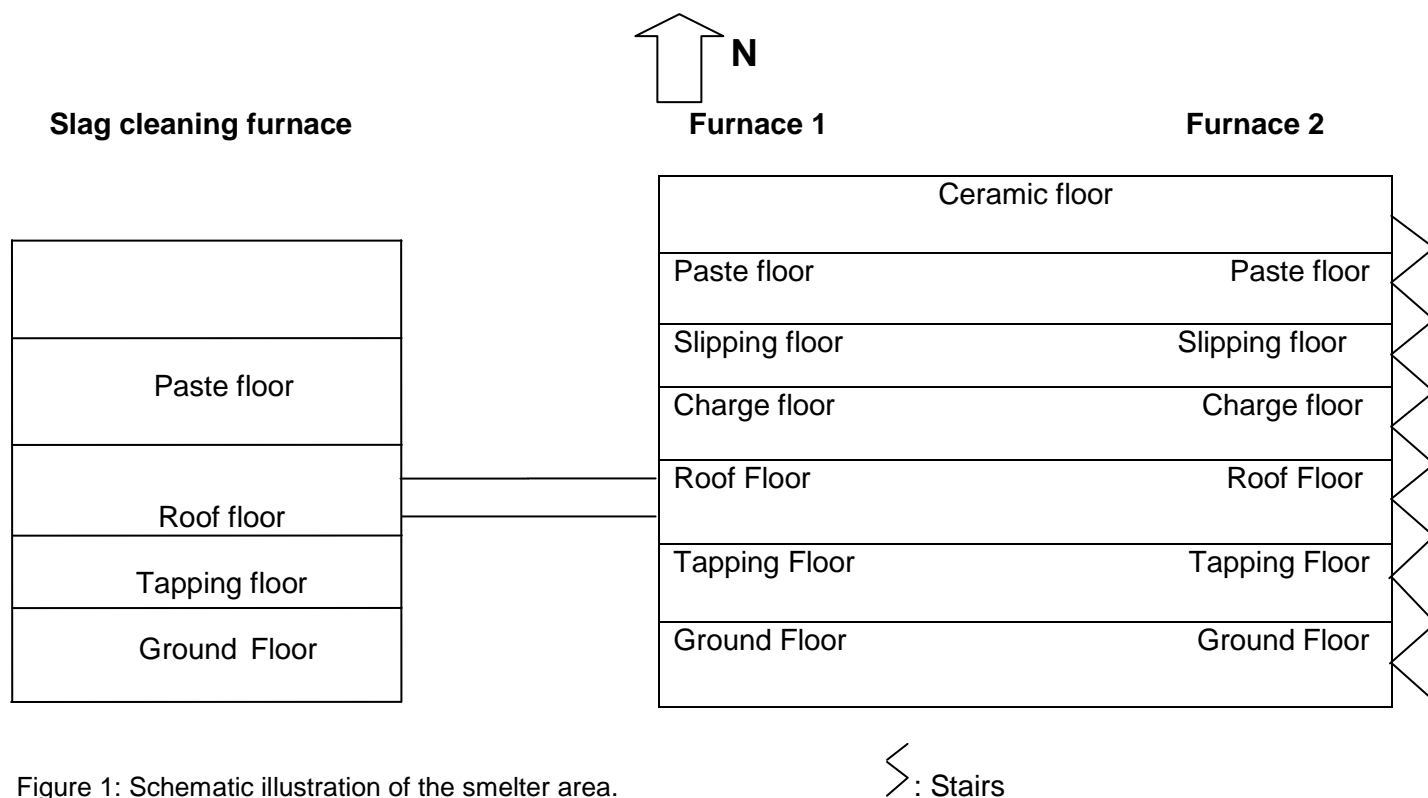 N
Slag cleaning furnace Furnace 1 Furnace 2
Ceramic floor
Paste floor Paste floor
Slipping floor Slipping floor
Paste floor
Charge floor Charge floor
Roof Floor Roof Floor
Roof floor
Tapping Floor Tapping Floor
Tapping floor
Ground Floor Ground Floor
Ground Floor
Figure 1: Schematic illustration of the smelter area. : Stairs